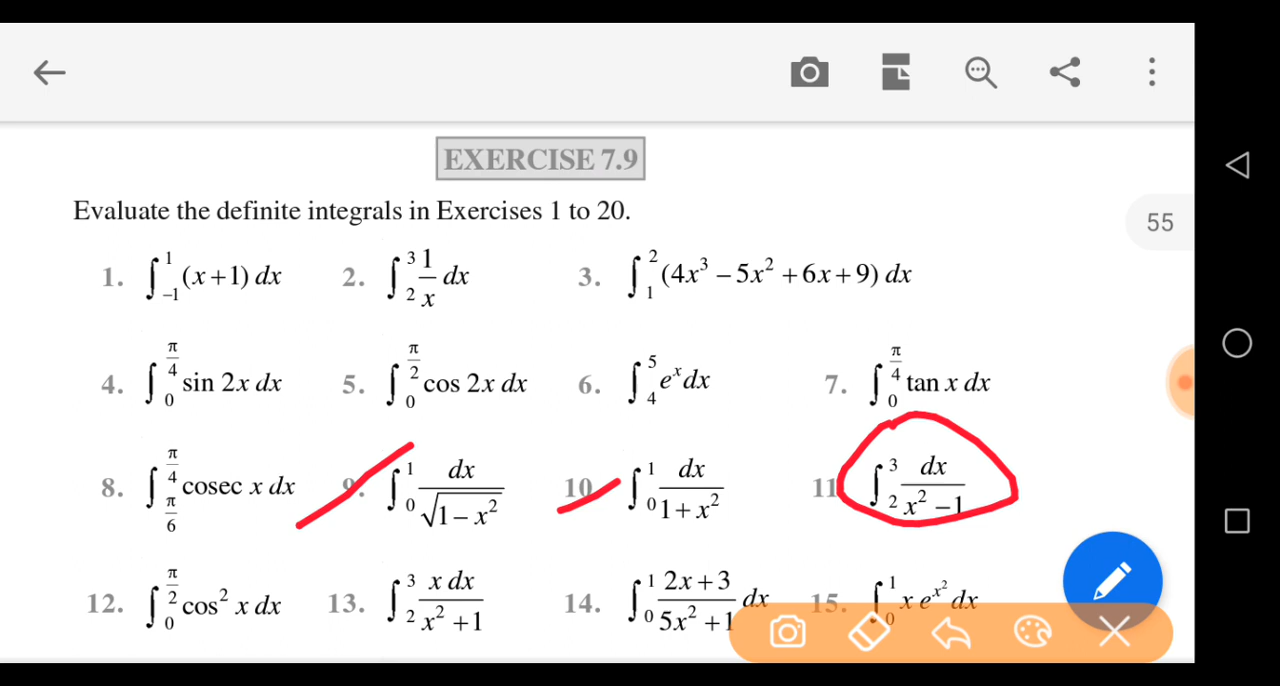 EXERCISE 7.9
Evaluate the definite integrals in Exercises 1 to 20.
55
1. ∫_{-1}^{1} (x+1) dx 2. ∫_{2}^{3} 1/x dx 3. ∫_{1}^{2} (4x³ – 5x² + 6x + 9) dx
4. ∫_{0}^{π/4} sin 2x dx 5. ∫_{0}^{π/2} cos 2x dx 6. ∫_{4}^{5} eˣ dx 7. ∫_{0}^{π/4} tan x dx
8. ∫_{π/6}^{π/4} cosec x dx 9. ∫_{0}^{1} dx/√(1–x²) 10. ∫_{0}^{1} dx/(1+x²) 11 ∫_{2}^{3} dx/(x²–1)
12. ∫_{0}^{π/2} cos² x dx 13. ∫_{2}^{3} x dx/(x²+1) 14. ∫_{0}^{1} (2x+3)/(5x²+1) dx 15. ∫_{0}^{1} x e^{x²} dx